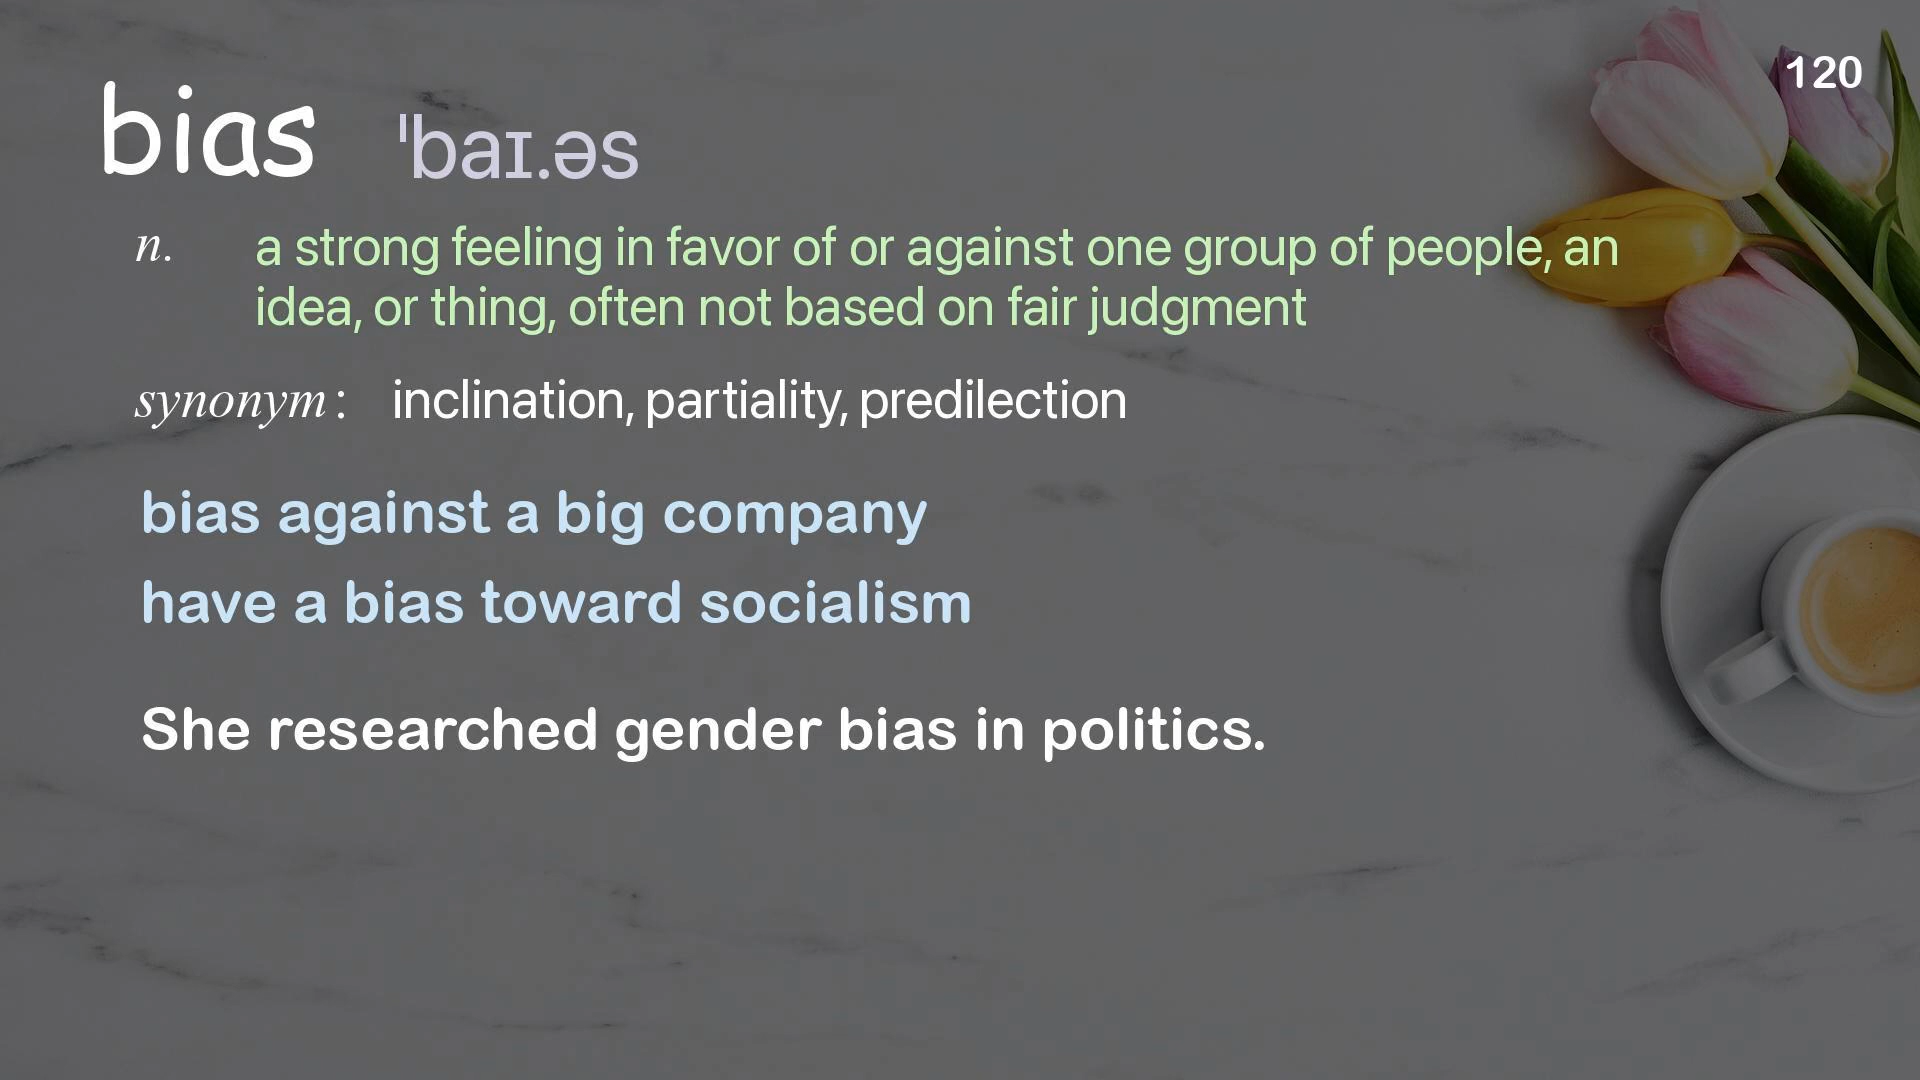 120
bias ˈbaɪ.əs
n. a strong feeling in favor of or against one group of people, an
idea, or thing, often not based on fair judgment
synonym : inclination, partiality, predilection
bias against a big company
have a bias toward socialism
She researched gender bias in politics.